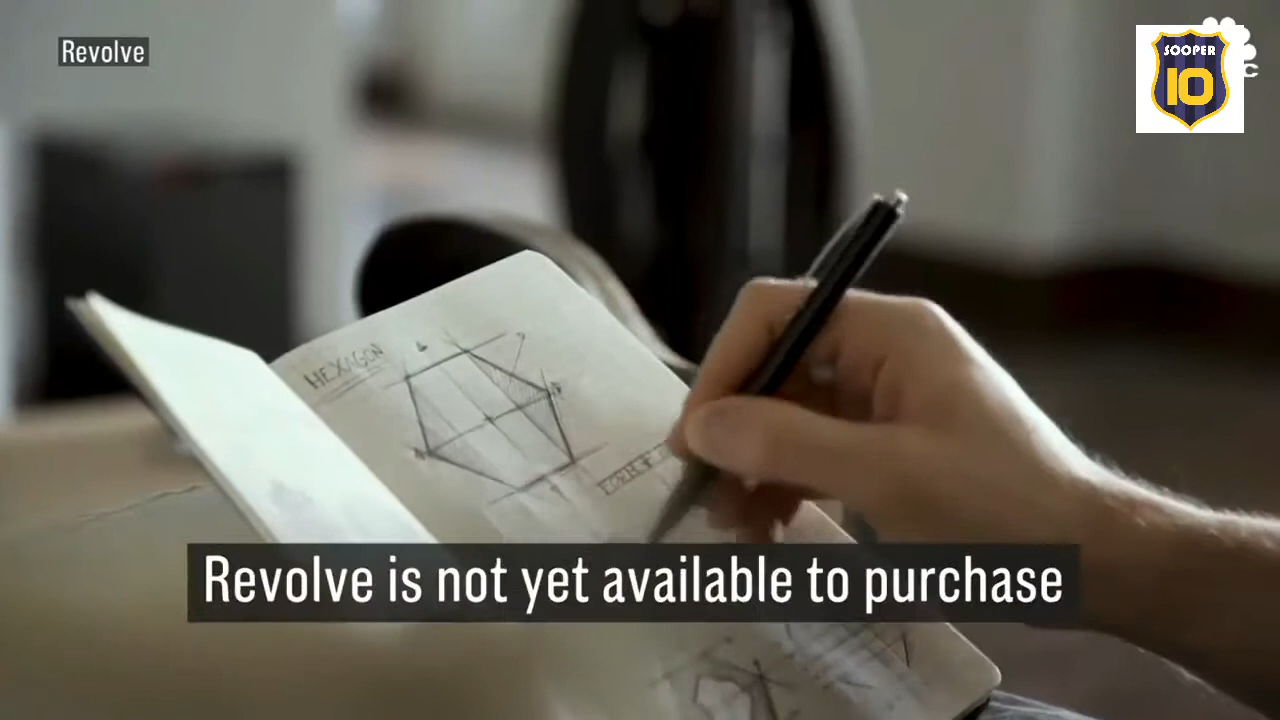 Revolve
SOOPER
10
C
HEXAGON
Revolve is not yet available to purchase